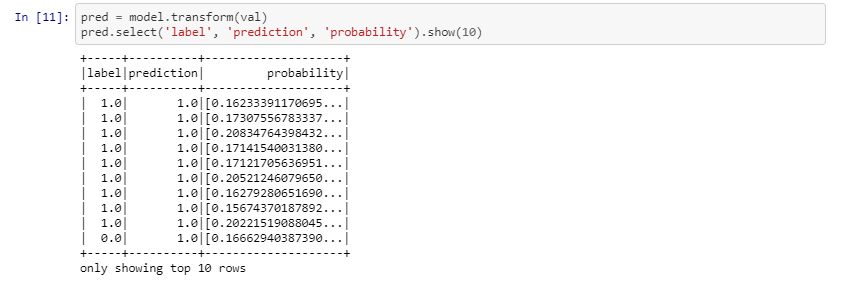 In [11]: pred = model.transform(val)
pred.select('label', 'prediction', 'probability').show(10)
+-----+----------+--------------------+
|label|prediction|         probability|
+-----+----------+--------------------+
|  1.0|       1.0|[0.16233391170695...|
|  1.0|       1.0|[0.17307556783337...|
|  1.0|       1.0|[0.20834764398432...|
|  1.0|       1.0|[0.17141540031380...|
|  1.0|       1.0|[0.17121705636951...|
|  1.0|       1.0|[0.20521246079650...|
|  1.0|       1.0|[0.16279280651690...|
|  1.0|       1.0|[0.15674370187892...|
|  1.0|       1.0|[0.20221519088045...|
|  0.0|       1.0|[0.16662940387390...|
+-----+----------+--------------------+
only showing top 10 rows